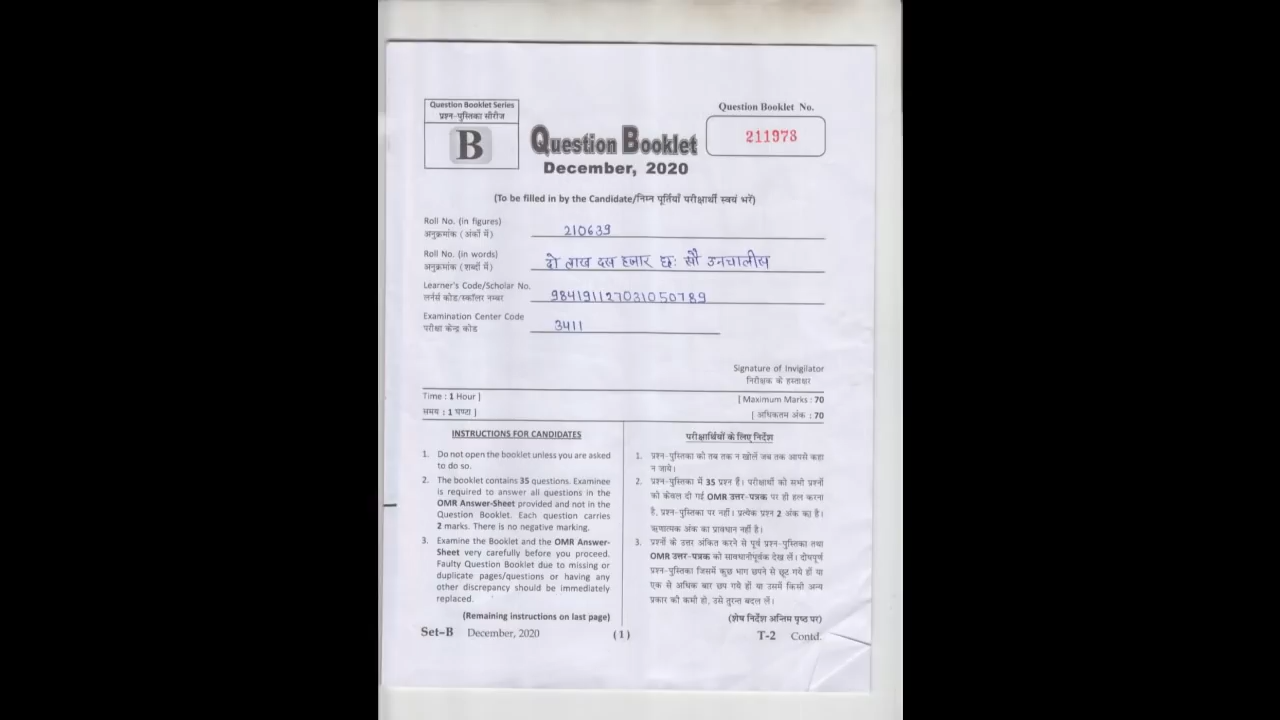 Question Booklet Series
प्रश्न-पुस्तिका सीरीज
B
Question Booklet
December, 2020
Question Booklet No.
211978
(To be filled in by the Candidate/निम्न पूर्तियाँ परीक्षार्थी स्वयं भरें)
Roll No. (in figures)
अनुक्रमांक (अंकों में)
210639
Roll No. (in words)
अनुक्रमांक (शब्दों में)
दो लाख दस हजार छः सौ उनचालीस
Learner's Code/Scholar No.
लर्नर्स कोड/स्कॉलर नम्बर
984191127031050789
Examination Center Code
परीक्षा केन्द्र कोड
3411
Signature of Invigilator
निरीक्षक के हस्ताक्षर
Time : 1 Hour ]
[ Maximum Marks : 70
समय : 1 घण्टा ]
[ अधिकतम अंक : 70
INSTRUCTIONS FOR CANDIDATES
1. Do not open the booklet unless you are asked
to do so.
2. The booklet contains 35 questions. Examinee
is required to answer all questions in the
OMR Answer-Sheet provided and not in the
Question Booklet. Each question carries
2 marks. There is no negative marking.
3. Examine the Booklet and the OMR Answer-
Sheet very carefully before you proceed.
Faulty Question Booklet due to missing or
duplicate pages/questions or having any
other discrepancy should be immediately
replaced.
(Remaining instructions on last page)
परीक्षार्थियों के लिए निर्देश
1. प्रश्न-पुस्तिका को तब तक न खोलें जब तक आपसे कहा
न जाये।
2. प्रश्न-पुस्तिका में 35 प्रश्न हैं। परीक्षार्थी को सभी प्रश्नों
को केवल दी गई OMR उत्तर-पत्रक पर ही हल करना
है, प्रश्न-पुस्तिका पर नहीं। प्रत्येक प्रश्न 2 अंक का है।
ऋणात्मक अंक का प्रावधान नहीं है।
3. प्रश्नों के उत्तर अंकित करने से पूर्व प्रश्न-पुस्तिका तथा
OMR उत्तर-पत्रक को सावधानीपूर्वक देख लें। दोषपूर्ण
प्रश्न-पुस्तिका जिसमें कुछ भाग छपने से छूट गये हों या
एक से अधिक बार छप गये हों या उसमें किसी अन्य
प्रकार की कमी हो, उसे तुरन्त बदल लें।
(शेष निर्देश अन्तिम पृष्ठ पर)
Set-B December, 2020
(1)
T-2 Contd.